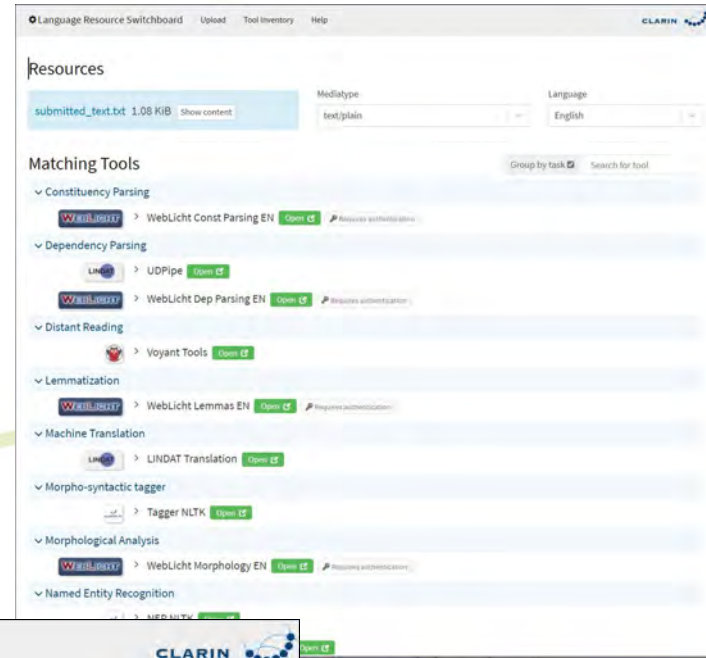 Language Resource Switchboard Upload Tool Inventory Help CLARIN
Resources
Mediatype Language
submitted_text.txt 1.08 KiB Show content text/plain English
Matching Tools Group by task Search for tool
Constituency Parsing
WEBLICHT WebLicht Const Parsing EN Open Requires authentication
Dependency Parsing
LINDAT UDPipe Open
WEBLICHT WebLicht Dep Parsing EN Open Requires authentication
Distant Reading
Voyant Tools Open
Lemmatization
WEBLICHT WebLicht Lemmas EN Open Requires authentication
Machine Translation
LINDAT LINDAT Translation Open
Morpho-syntactic tagger
Tagger NLTK Open
Morphological Analysis
WEBLICHT WebLicht Morphology EN Open Requires authentication
Named Entity Recognition
NER NLTK
CLARIN Open